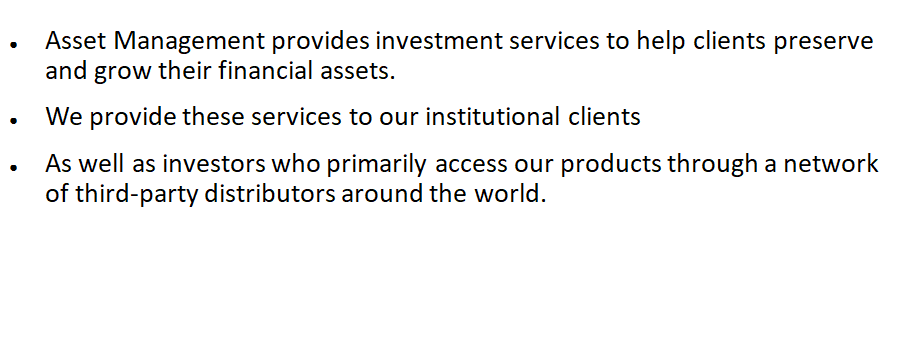 • Asset Management provides investment services to help clients preserve
and grow their financial assets.
• We provide these services to our institutional clients
• As well as investors who primarily access our products through a network
of third-party distributors around the world.